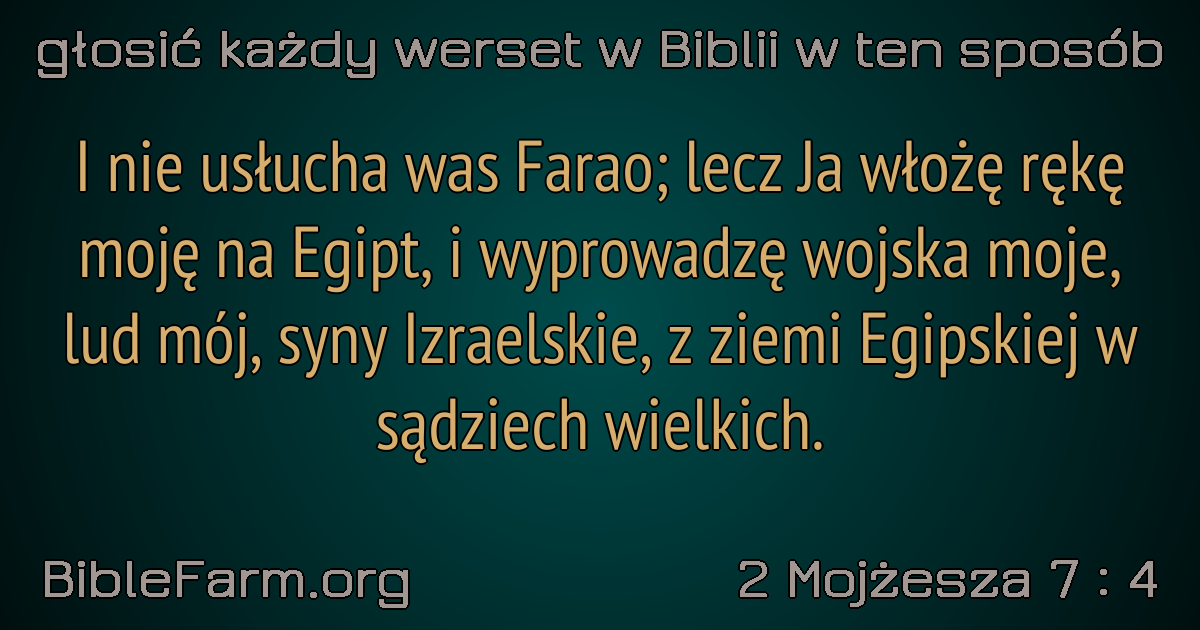 głosić każdy werset w Biblii w ten sposób
I nie usłucha was Farao; lecz Ja włożę rękę
moję na Egipt, i wyprowadzę wojska moje,
lud mój, syny Izraelskie, z ziemi Egipskiej w
sądziech wielkich.
BibleFarm.org
2 Mojżesza 7 : 4